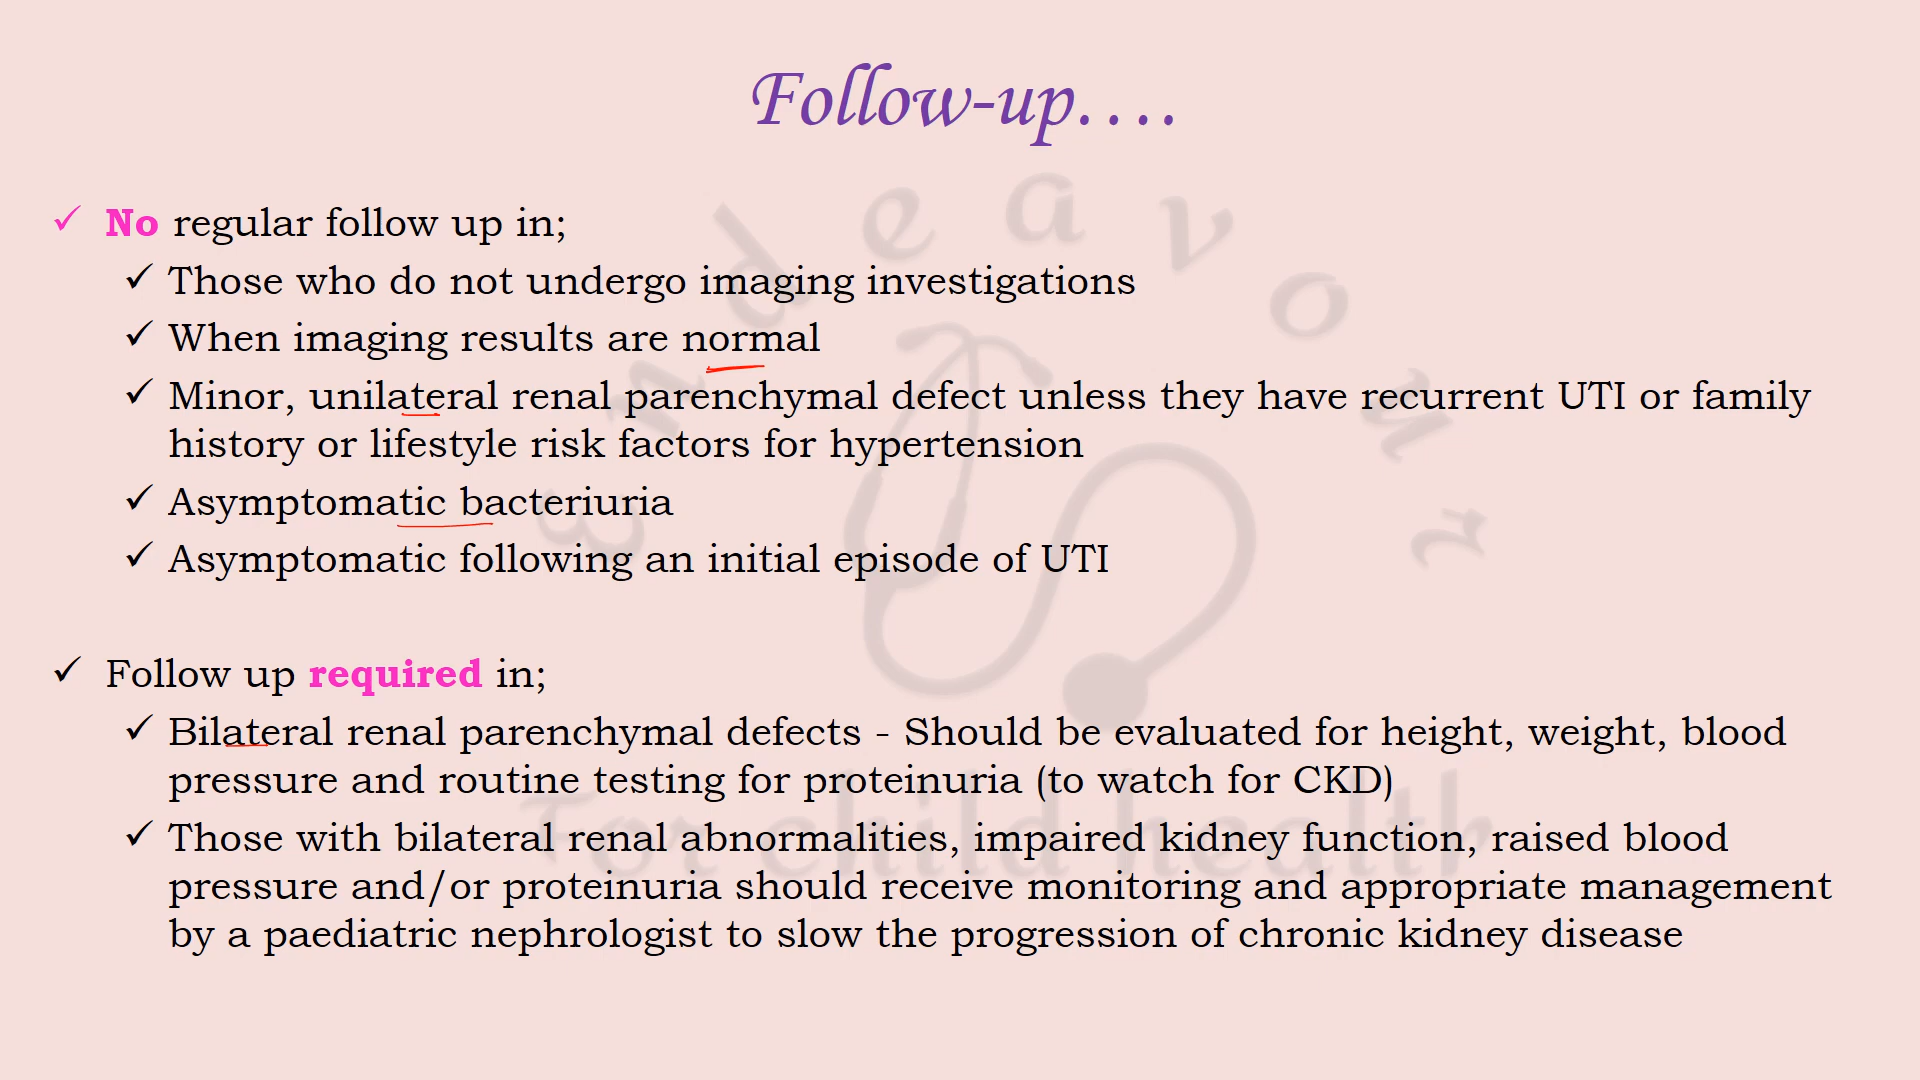 Follow-up....
No regular follow up in;
Those who do not undergo imaging investigations
When imaging results are normal
Minor, unilateral renal parenchymal defect unless they have recurrent UTI or family
history or lifestyle risk factors for hypertension
Asymptomatic bacteriuria
Asymptomatic following an initial episode of UTI
Follow up required in;
Bilateral renal parenchymal defects - Should be evaluated for height, weight, blood
pressure and routine testing for proteinuria (to watch for CKD)
Those with bilateral renal abnormalities, impaired kidney function, raised blood
pressure and/or proteinuria should receive monitoring and appropriate management
by a paediatric nephrologist to slow the progression of chronic kidney disease
Endeavour
For child health